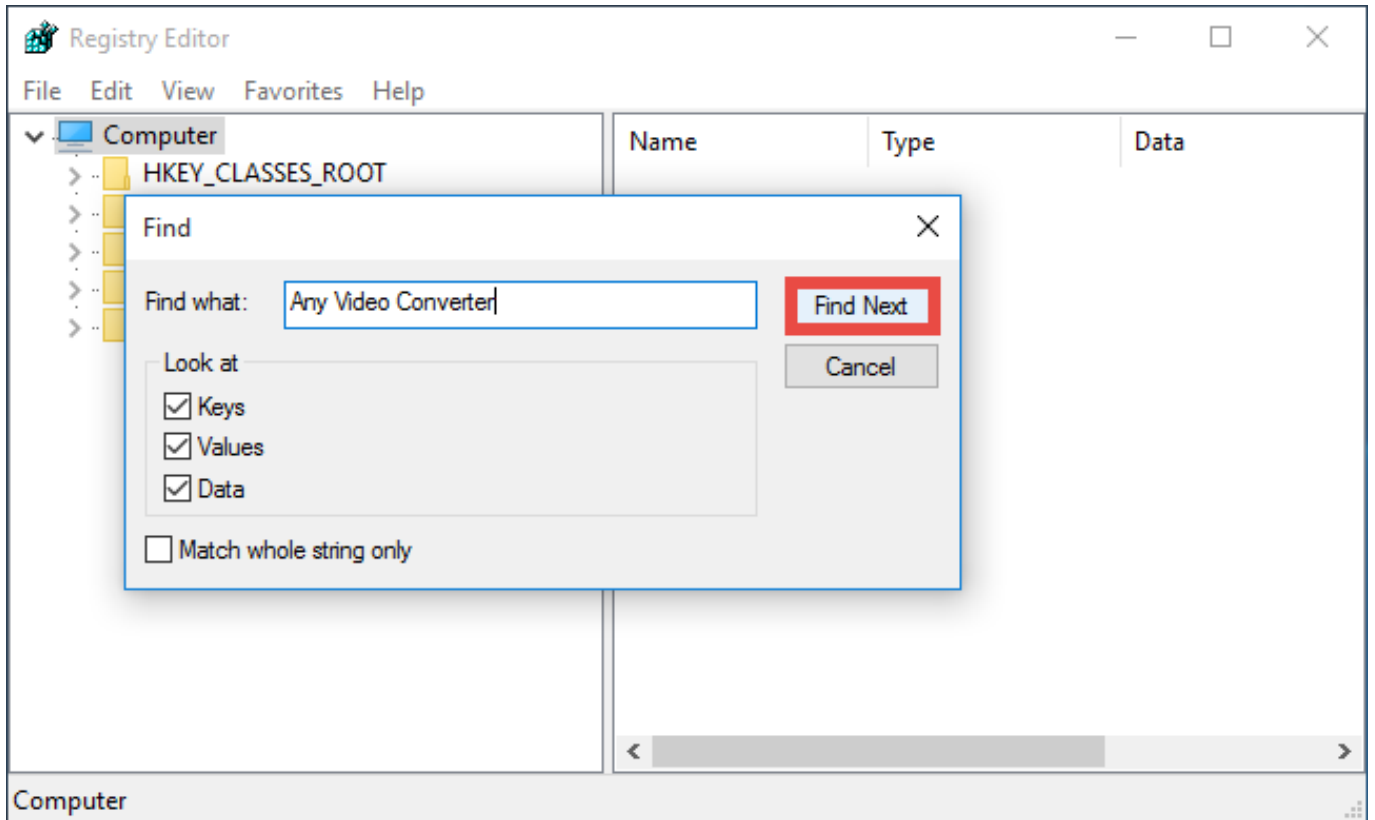 Registry Editor
File Edit View Favorites Help
Computer
Name Type Data
HKEY_CLASSES_ROOT
Find
Find what: Any Video Converter
Find Next
Look at
Cancel
Keys
Values
Data
Match whole string only
Computer